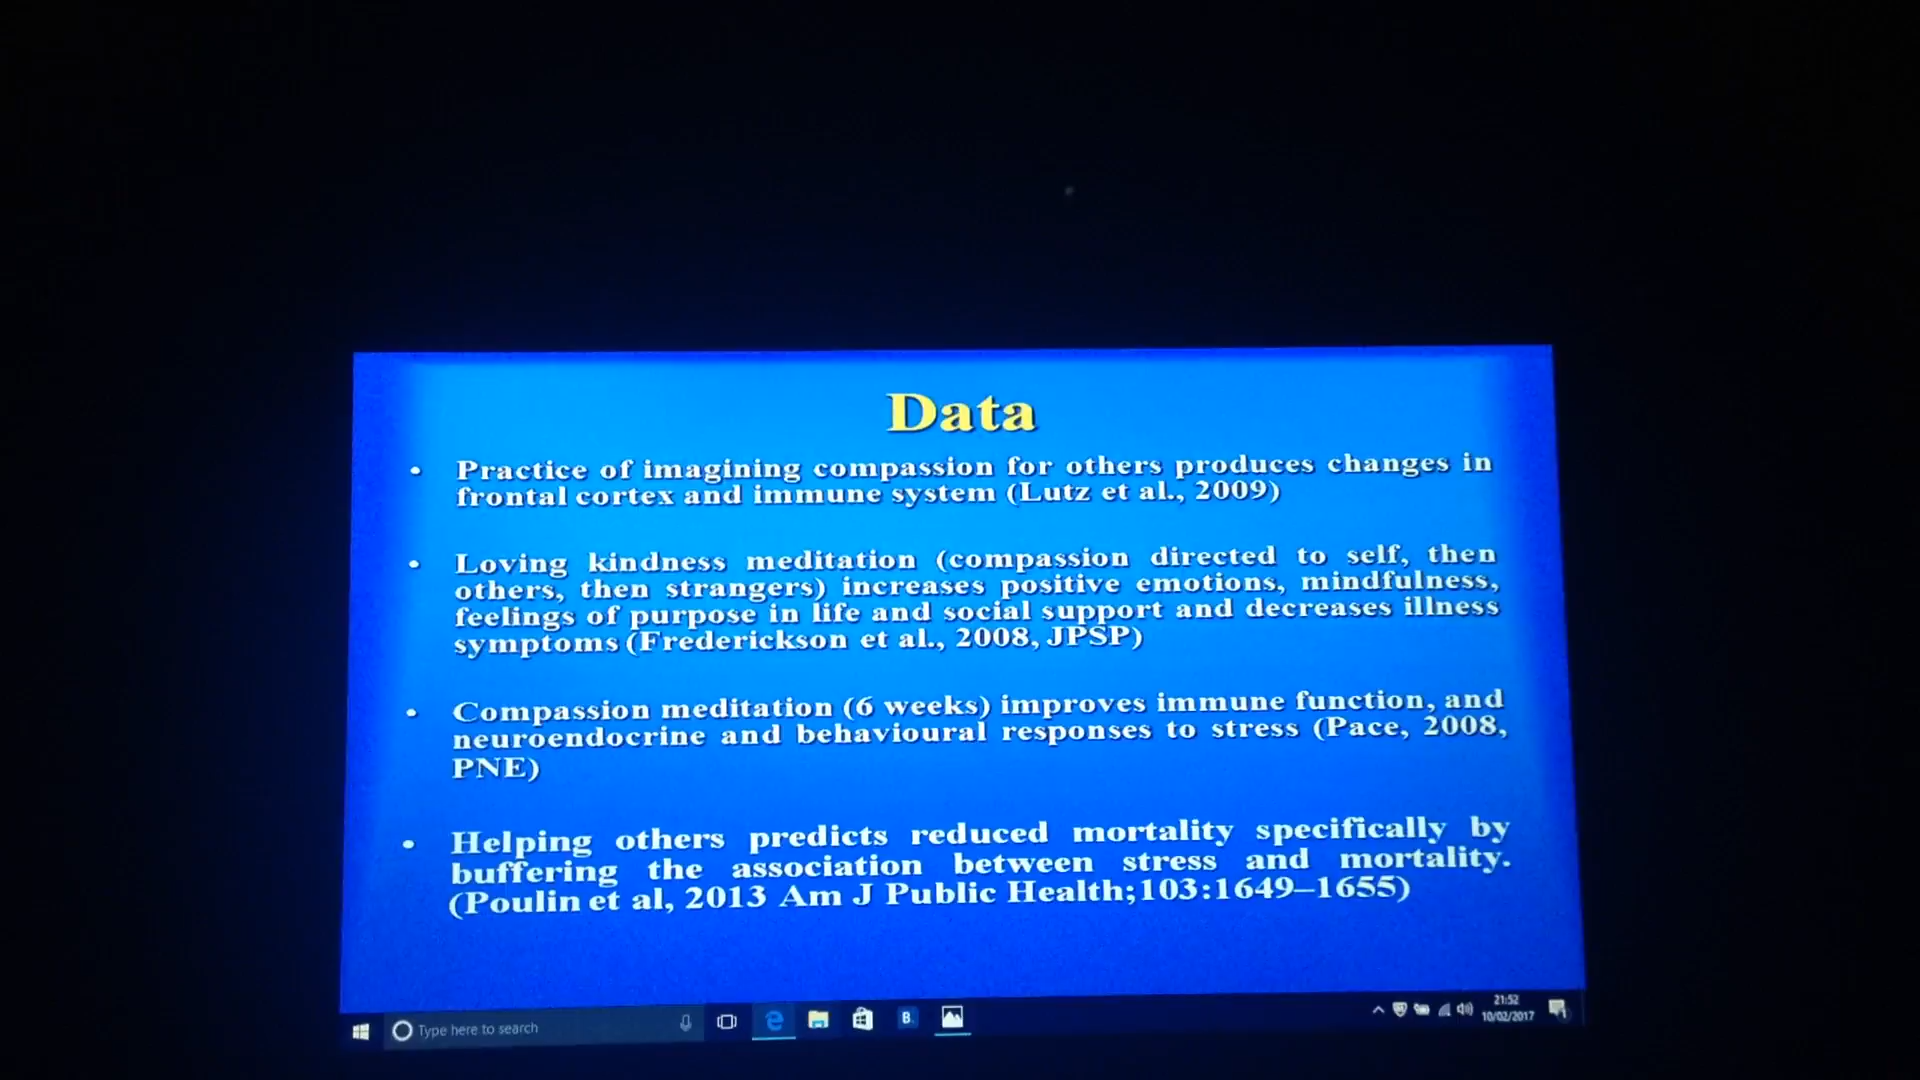 Data
• Practice of imagining compassion for others produces changes in
frontal cortex and immune system (Lutz et al., 2009)
• Loving kindness meditation (compassion directed to self, then
others, then strangers) increases positive emotions, mindfulness,
feelings of purpose in life and social support and decreases illness
symptoms (Frederickson et al., 2008, JPSP)
• Compassion meditation (6 weeks) improves immune function, and
neuroendocrine and behavioural responses to stress (Pace, 2008,
PNE)
• Helping others predicts reduced mortality specifically by
buffering the association between stress and mortality.
(Poulin et al, 2013 Am J Public Health;103:1649–1655)
Type here to search
B.
21:52
10/02/2017